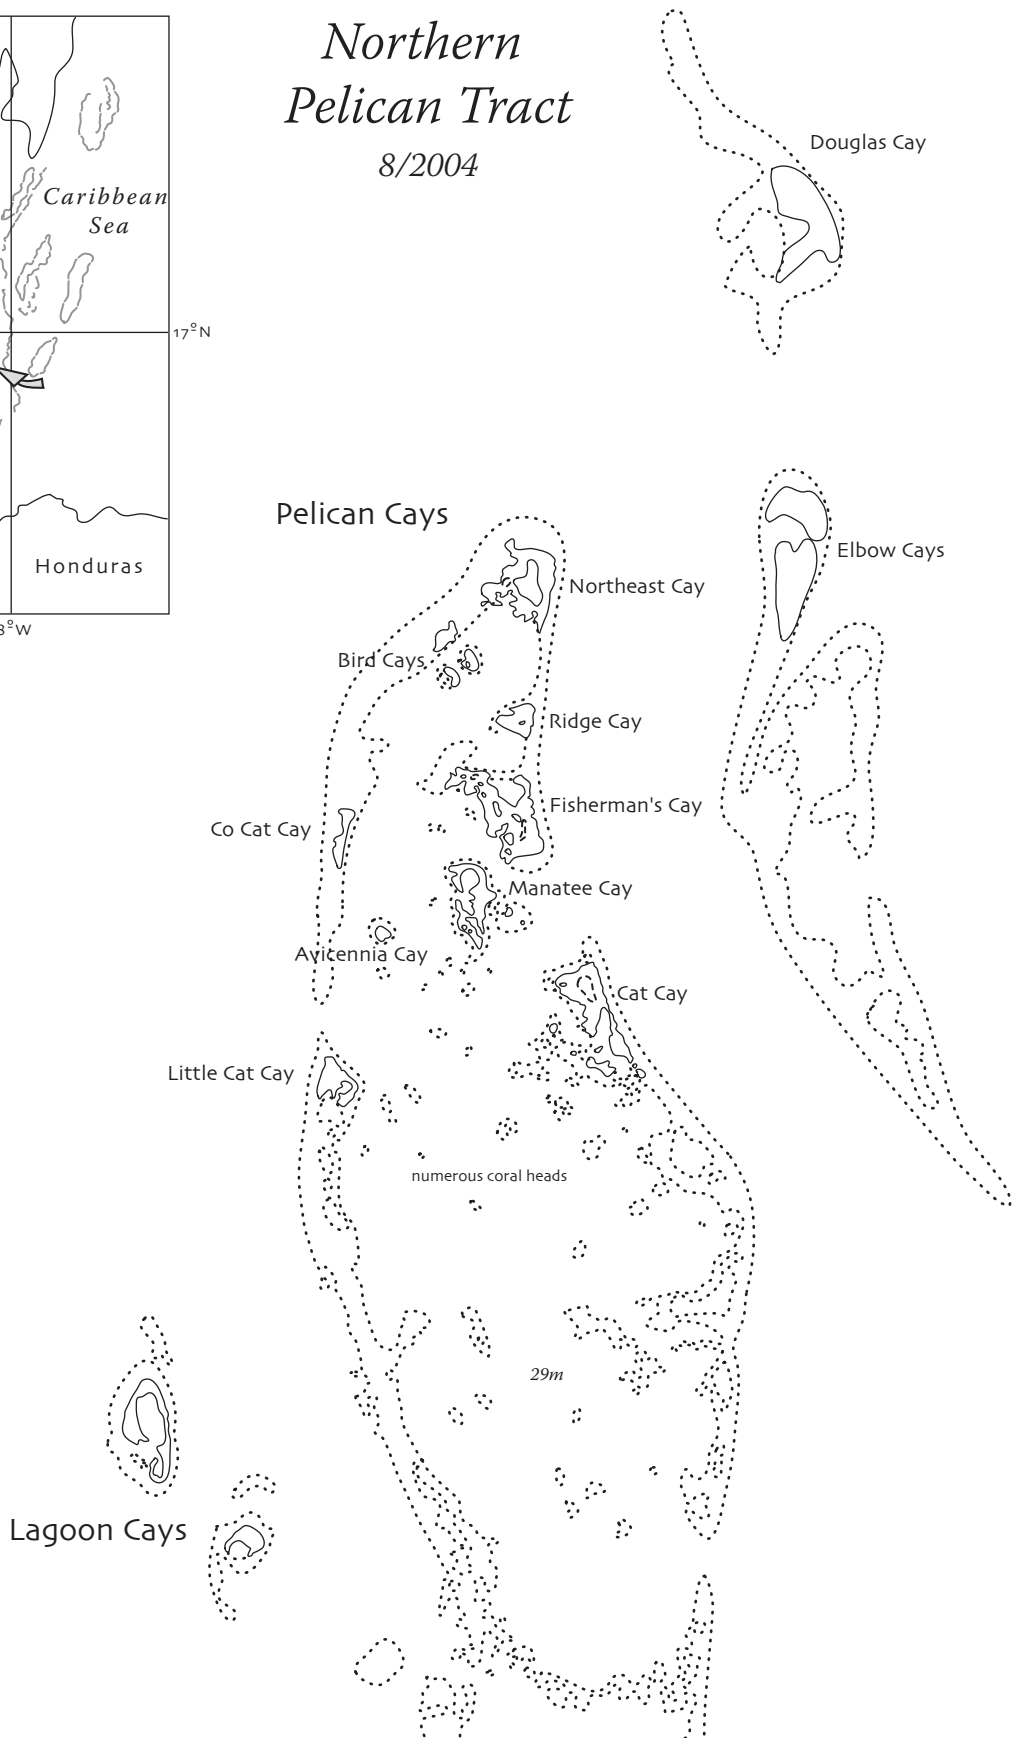 Northern
Pelican Tract
8/2004
Douglas Cay
Caribbean
Sea
17°N
Honduras
8°W
Pelican Cays
Elbow Cays
Northeast Cay
Bird Cays
Ridge Cay
Fisherman's Cay
Co Cat Cay
Manatee Cay
Avicennia Cay
Cat Cay
Little Cat Cay
numerous coral heads
29m
Lagoon Cays